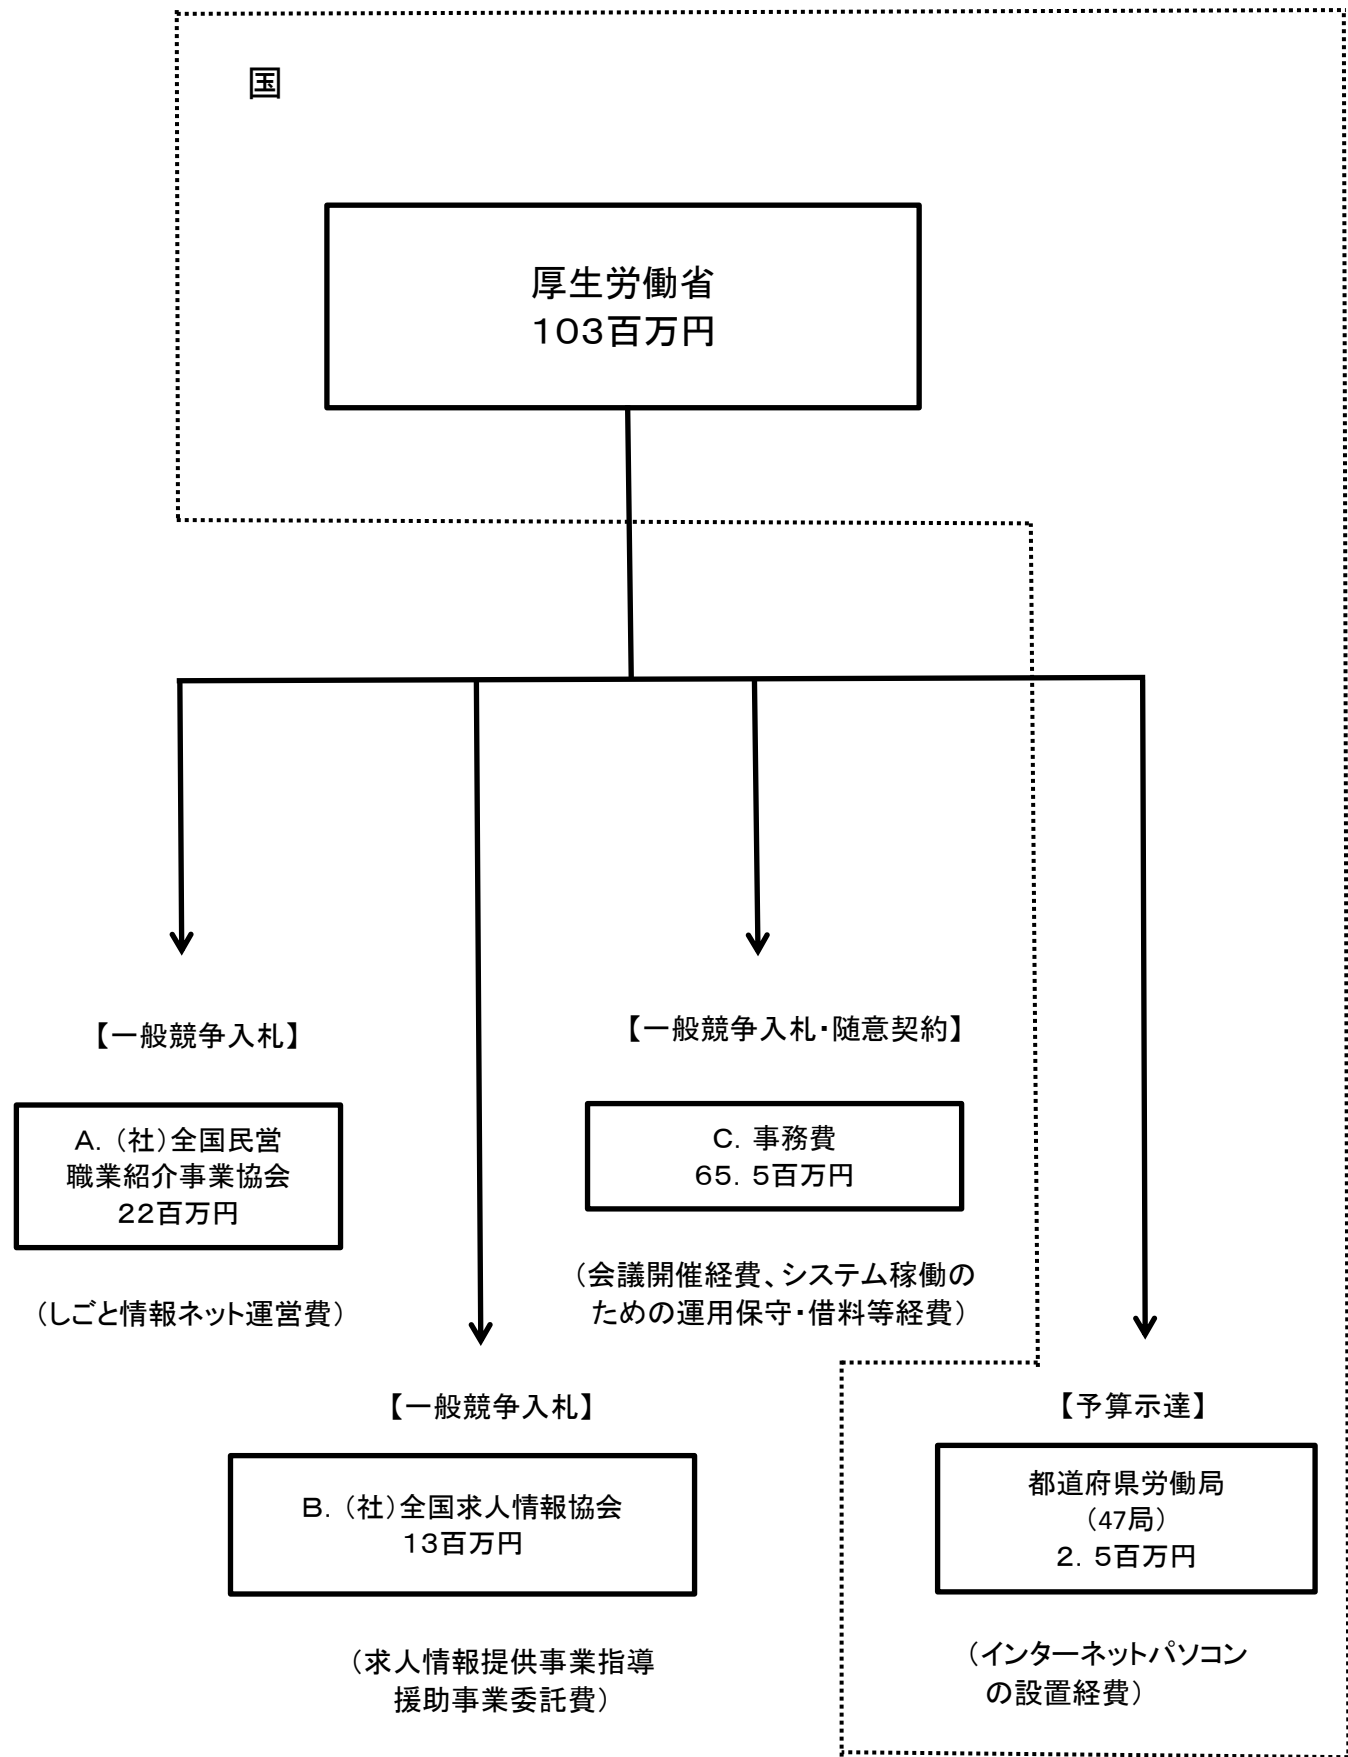 国
厚生労働省
103百万円
【一般競争入札】
A．（社）全国民営
職業紹介事業協会
22百万円
（しごと情報ネット運営費）
【一般競争入札】
B．（社）全国求人情報協会
13百万円
（求人情報提供事業指導
援助事業委託費）
【一般競争入札・随意契約】
C．事務費
65．5百万円
（会議開催経費、システム稼働の
ための運用保守・借料等経費）
【予算示達】
都道府県労働局
（47局）
2．5百万円
（インターネットパソコン
の設置経費）